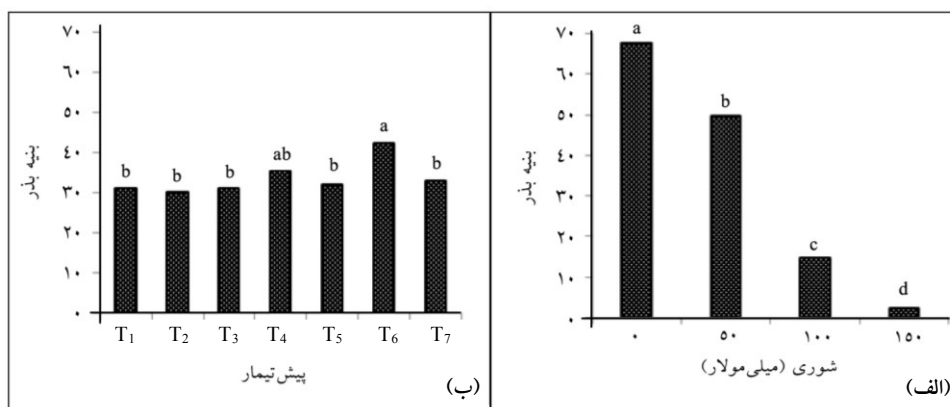 ۷۰
۶۰
۵۰
۴۰
۳۰
۲۰
۱۰
۰
بنیه بذر
a
b
c
d
۰ ۵۰ ۱۰۰ ۱۵۰
شوری (میلی‌مولار)
(الف)
۷۰
۶۰
۵۰
۴۰
۳۰
۲۰
۱۰
۰
بنیه بذر
b b b ab b a b
T1 T2 T3 T4 T5 T6 T7
پیش‌تیمار
(ب)